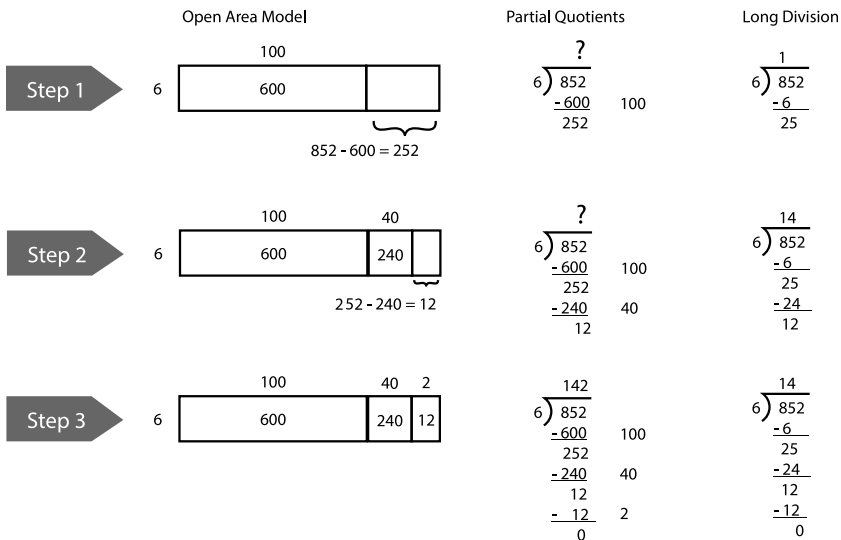 Open Area Model Partial Quotients Long Division
Step 1
100
6 600
852 - 600 = 252
?
6 ) 852
- 600 100
252
1
6 ) 852
- 6
25
Step 2
100 40
6 600 240
252 - 240 = 12
?
6 ) 852
- 600 100
252
- 240 40
12
14
6 ) 852
- 6
25
- 24
12
Step 3
100 40 2
6 600 240 12
142
6 ) 852
- 600 100
252
- 240 40
12
- 12 2
0
14
6 ) 852
- 6
25
- 24
12
- 12
0